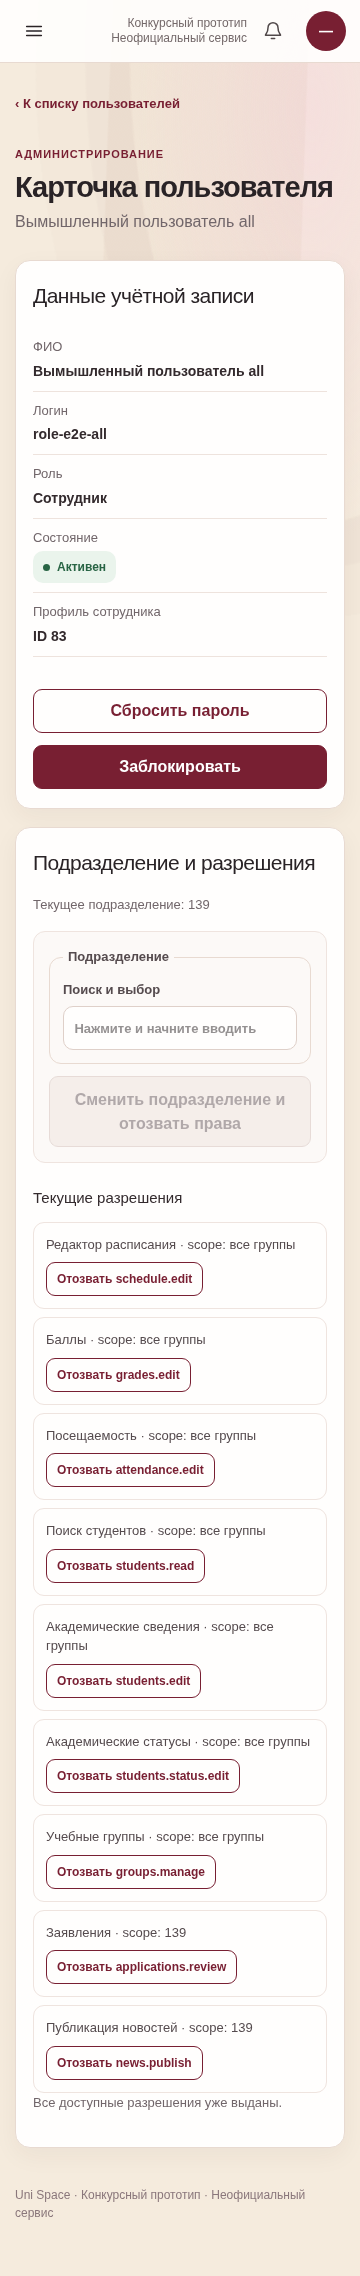 Конкурсный прототип
Неофициальный сервис
—
‹ К списку пользователей
АДМИНИСТРИРОВАНИЕ
Карточка пользователя
Вымышленный пользователь all
Данные учётной записи
ФИО
Вымышленный пользователь all
Логин
role-e2e-all
Роль
Сотрудник
Состояние
Активен
Профиль сотрудника
ID 83
Сбросить пароль
Заблокировать
Подразделение и разрешения
Текущее подразделение: 139
Подразделение
Поиск и выбор
Нажмите и начните вводить
Сменить подразделение и
отозвать права
Текущие разрешения
Редактор расписания · scope: все группы
Отозвать schedule.edit
Баллы · scope: все группы
Отозвать grades.edit
Посещаемость · scope: все группы
Отозвать attendance.edit
Поиск студентов · scope: все группы
Отозвать students.read
Академические сведения · scope: все
группы
Отозвать students.edit
Академические статусы · scope: все группы
Отозвать students.status.edit
Учебные группы · scope: все группы
Отозвать groups.manage
Заявления · scope: 139
Отозвать applications.review
Публикация новостей · scope: 139
Отозвать news.publish
Все доступные разрешения уже выданы.
Uni Space · Конкурсный прототип · Неофициальный
сервис